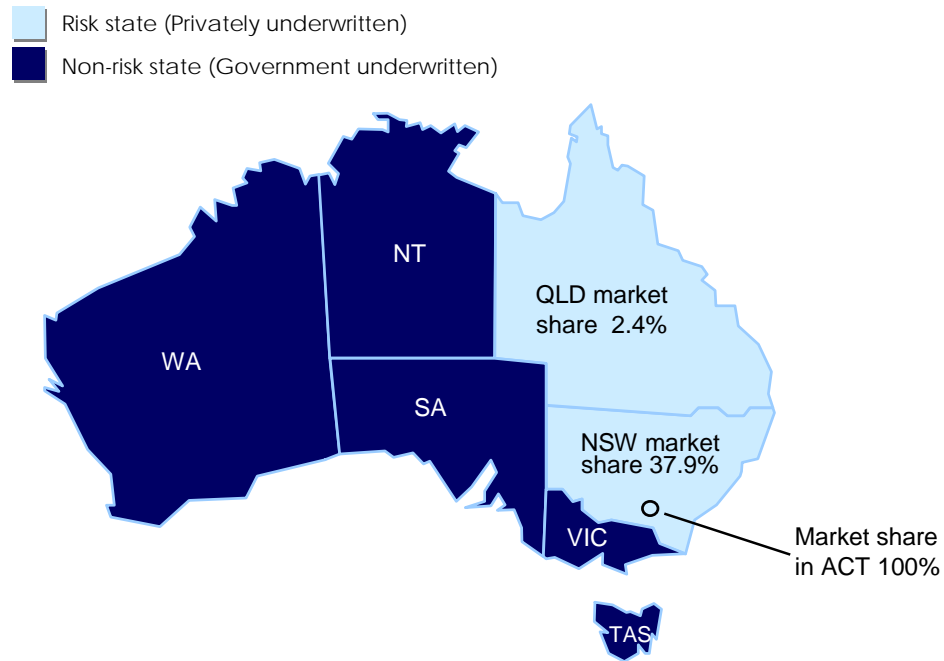 Risk state (Privately underwritten)
Non-risk state (Government underwritten)
NT
QLD market
share 2.4%
WA
SA
NSW market
share 37.9%
VIC
Market share
in ACT 100%
TAS